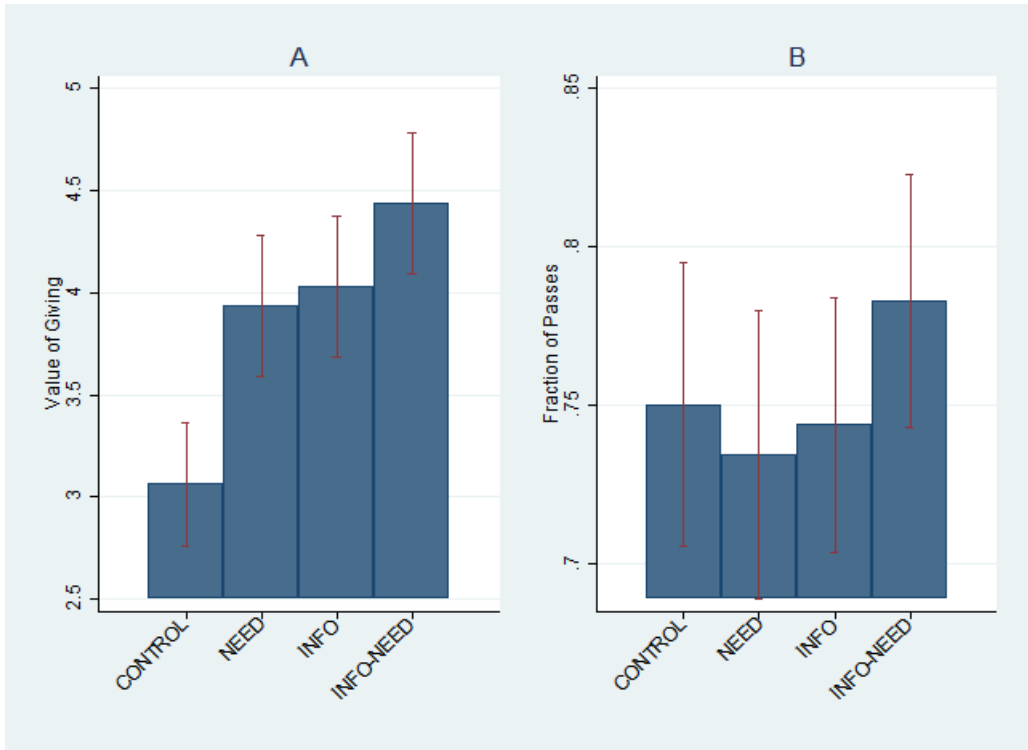 A
Value of Giving
5
4.5
4
3.5
3
2.5
CONTROL
NEED
INFO
INFO-NEED
B
Fraction of Passes
.85
.8
.75
.7
CONTROL
NEED
INFO
INFO-NEED